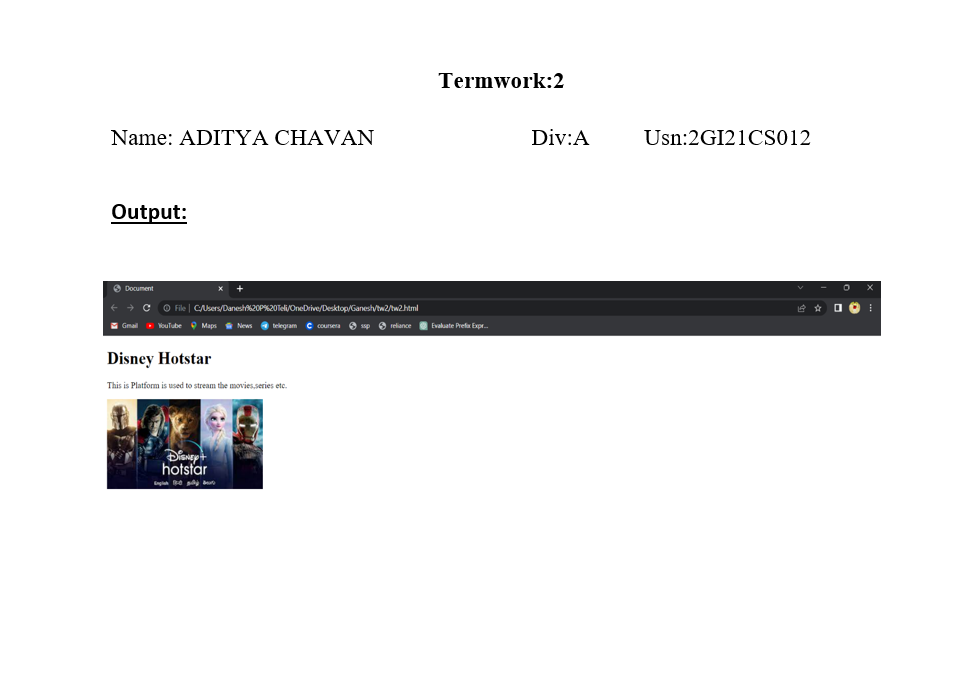 Termwork:2
Name: ADITYA CHAVAN Div:A Usn:2GI21CS012
Output:
Document
File | C:/Users/Danesh%20P%20Teli/OneDrive/Desktop/Ganesh/tw2/tw2.html
Gmail YouTube Maps News telegram coursera ssp reliance Evaluate Prefix Expr...
Disney Hotstar
This is Platform is used to stream the movies,series etc.
Disney+
hotstar
English हिन्दी தமிழ் తెలుగు